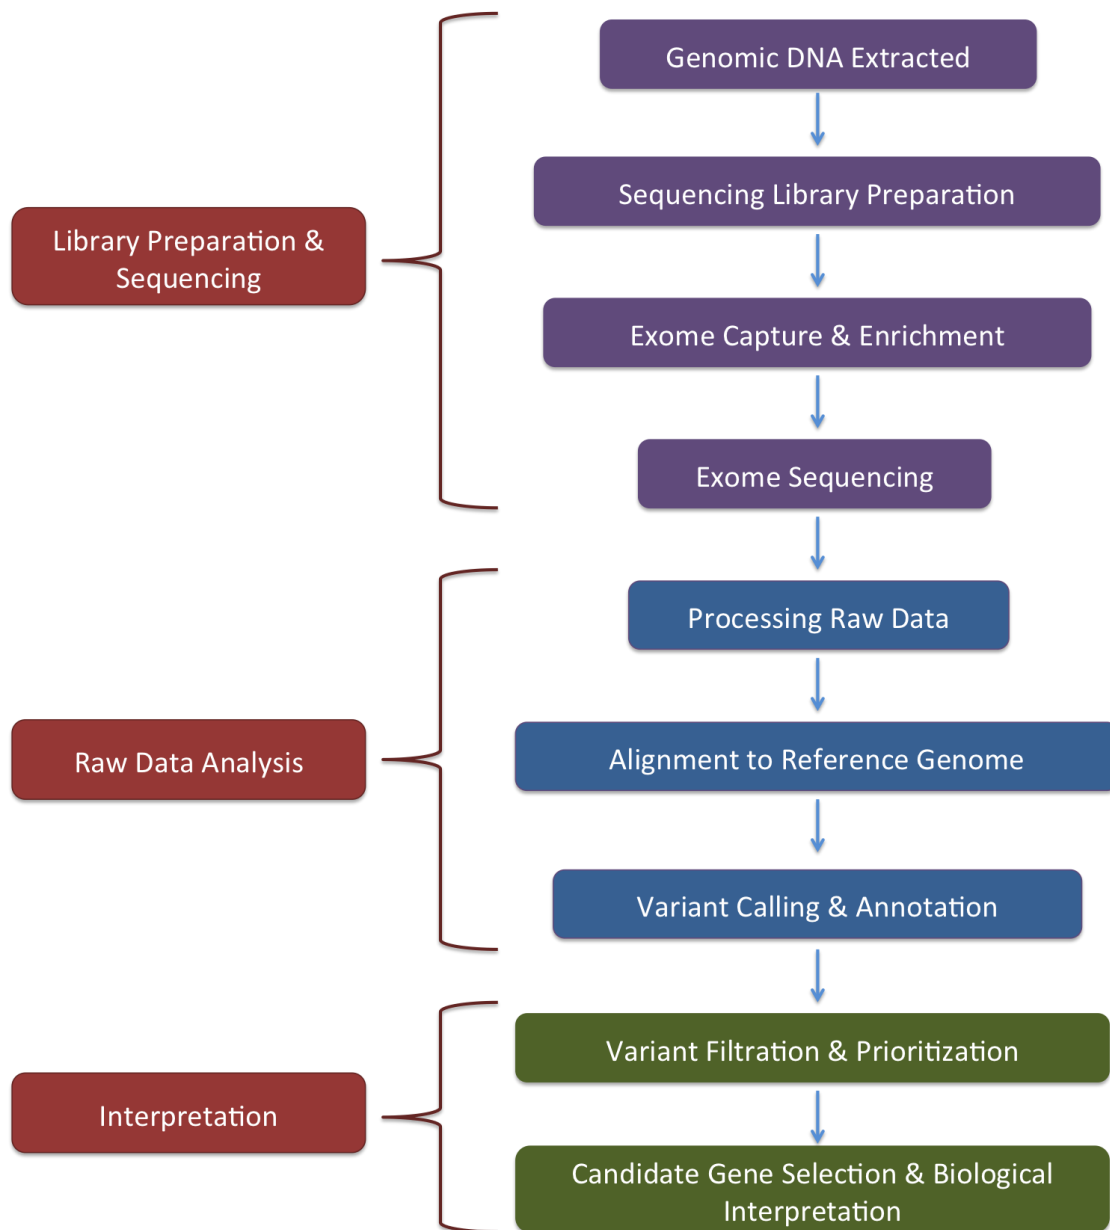 Genomic DNA Extracted
Sequencing Library Preparation
Library Preparation &
Sequencing
Exome Capture & Enrichment
Exome Sequencing
Processing Raw Data
Raw Data Analysis
Alignment to Reference Genome
Variant Calling & Annotation
Variant Filtration & Prioritization
Interpretation
Candidate Gene Selection & Biological
Interpretation